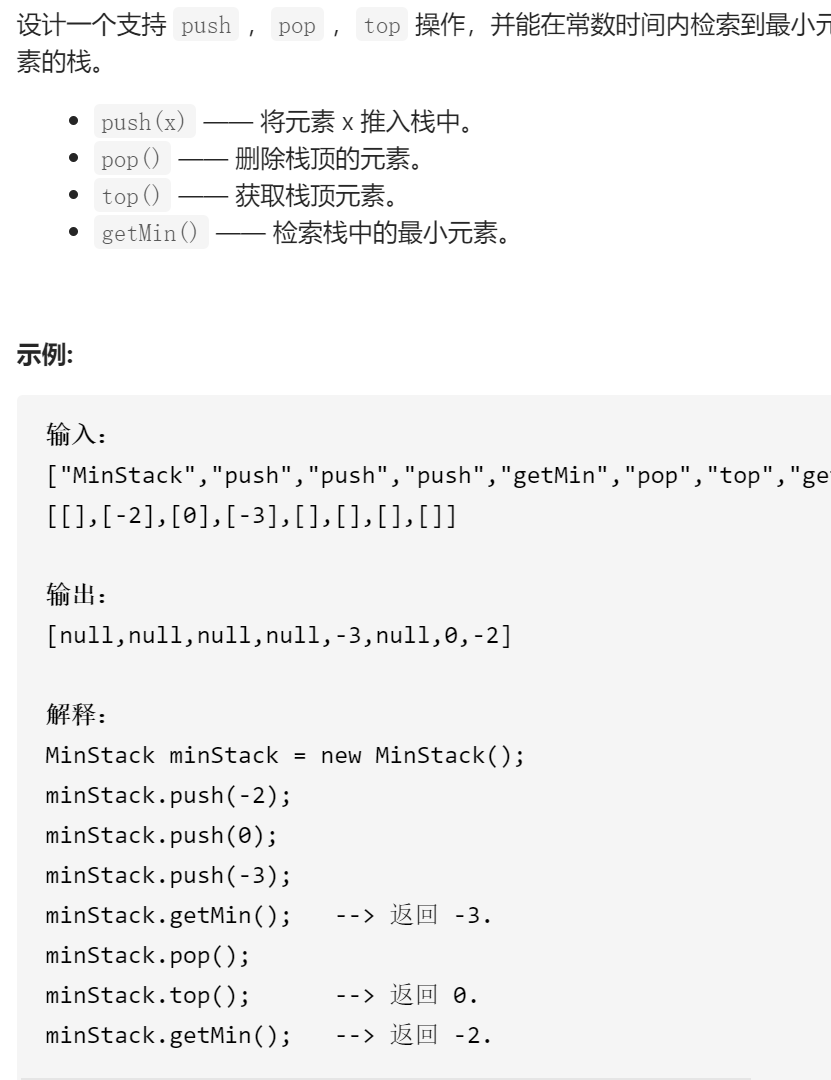 设计一个支持 push ， pop ， top 操作，并能在常数时间内检索到最小元
素的栈。
push(x) —— 将元素 x 推入栈中。
pop() —— 删除栈顶的元素。
top() —— 获取栈顶元素。
getMin() —— 检索栈中的最小元素。
示例:
输入：
["MinStack","push","push","push","getMin","pop","top","ge
[[],[-2],[0],[-3],[],[],[],[]]
输出：
[null,null,null,null,-3,null,0,-2]
解释：
MinStack minStack = new MinStack();
minStack.push(-2);
minStack.push(0);
minStack.push(-3);
minStack.getMin();   --> 返回 -3.
minStack.pop();
minStack.top();      --> 返回 0.
minStack.getMin();   --> 返回 -2.